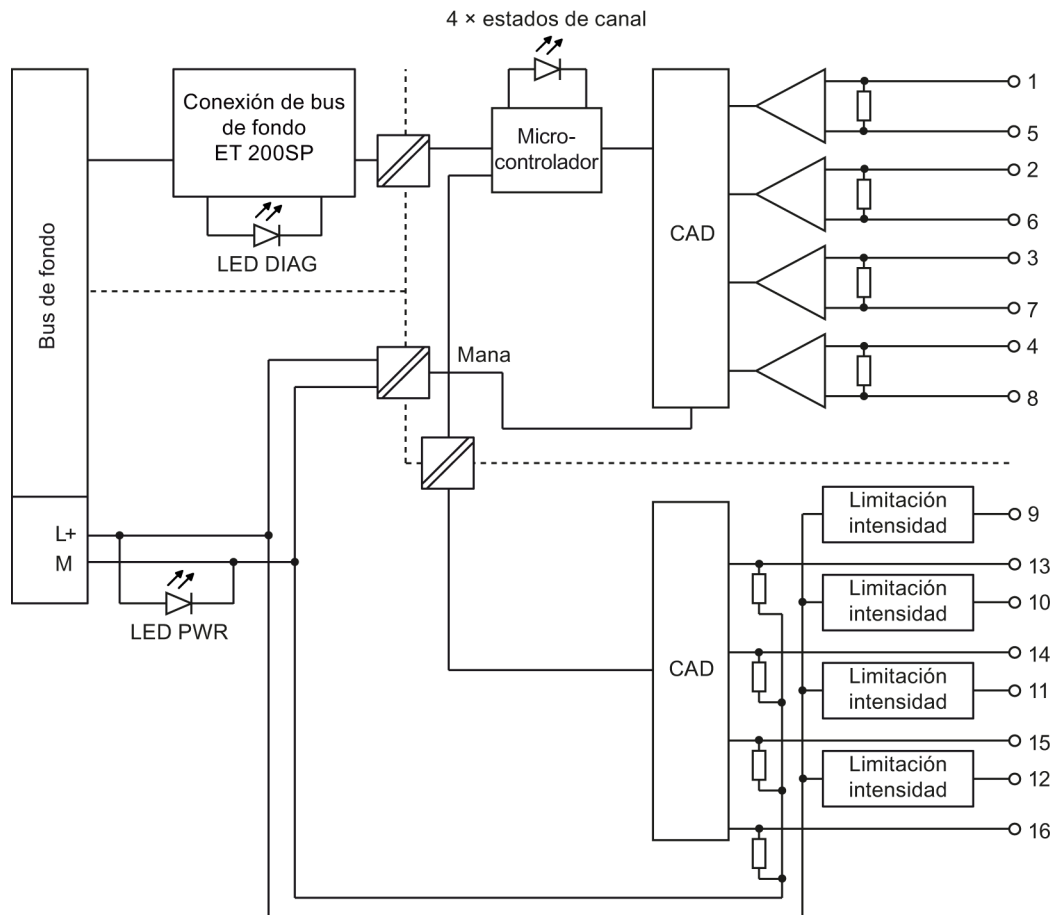 4 × estados de canal
Conexión de bus
de fondo
ET 200SP
Micro-
controlador
CAD
1
5
2
6
3
7
4
8
LED DIAG
Bus de fondo
Mana
L+
M
LED PWR
CAD
Limitación
intensidad
9
13
Limitación
intensidad
10
14
Limitación
intensidad
11
15
Limitación
intensidad
12
16